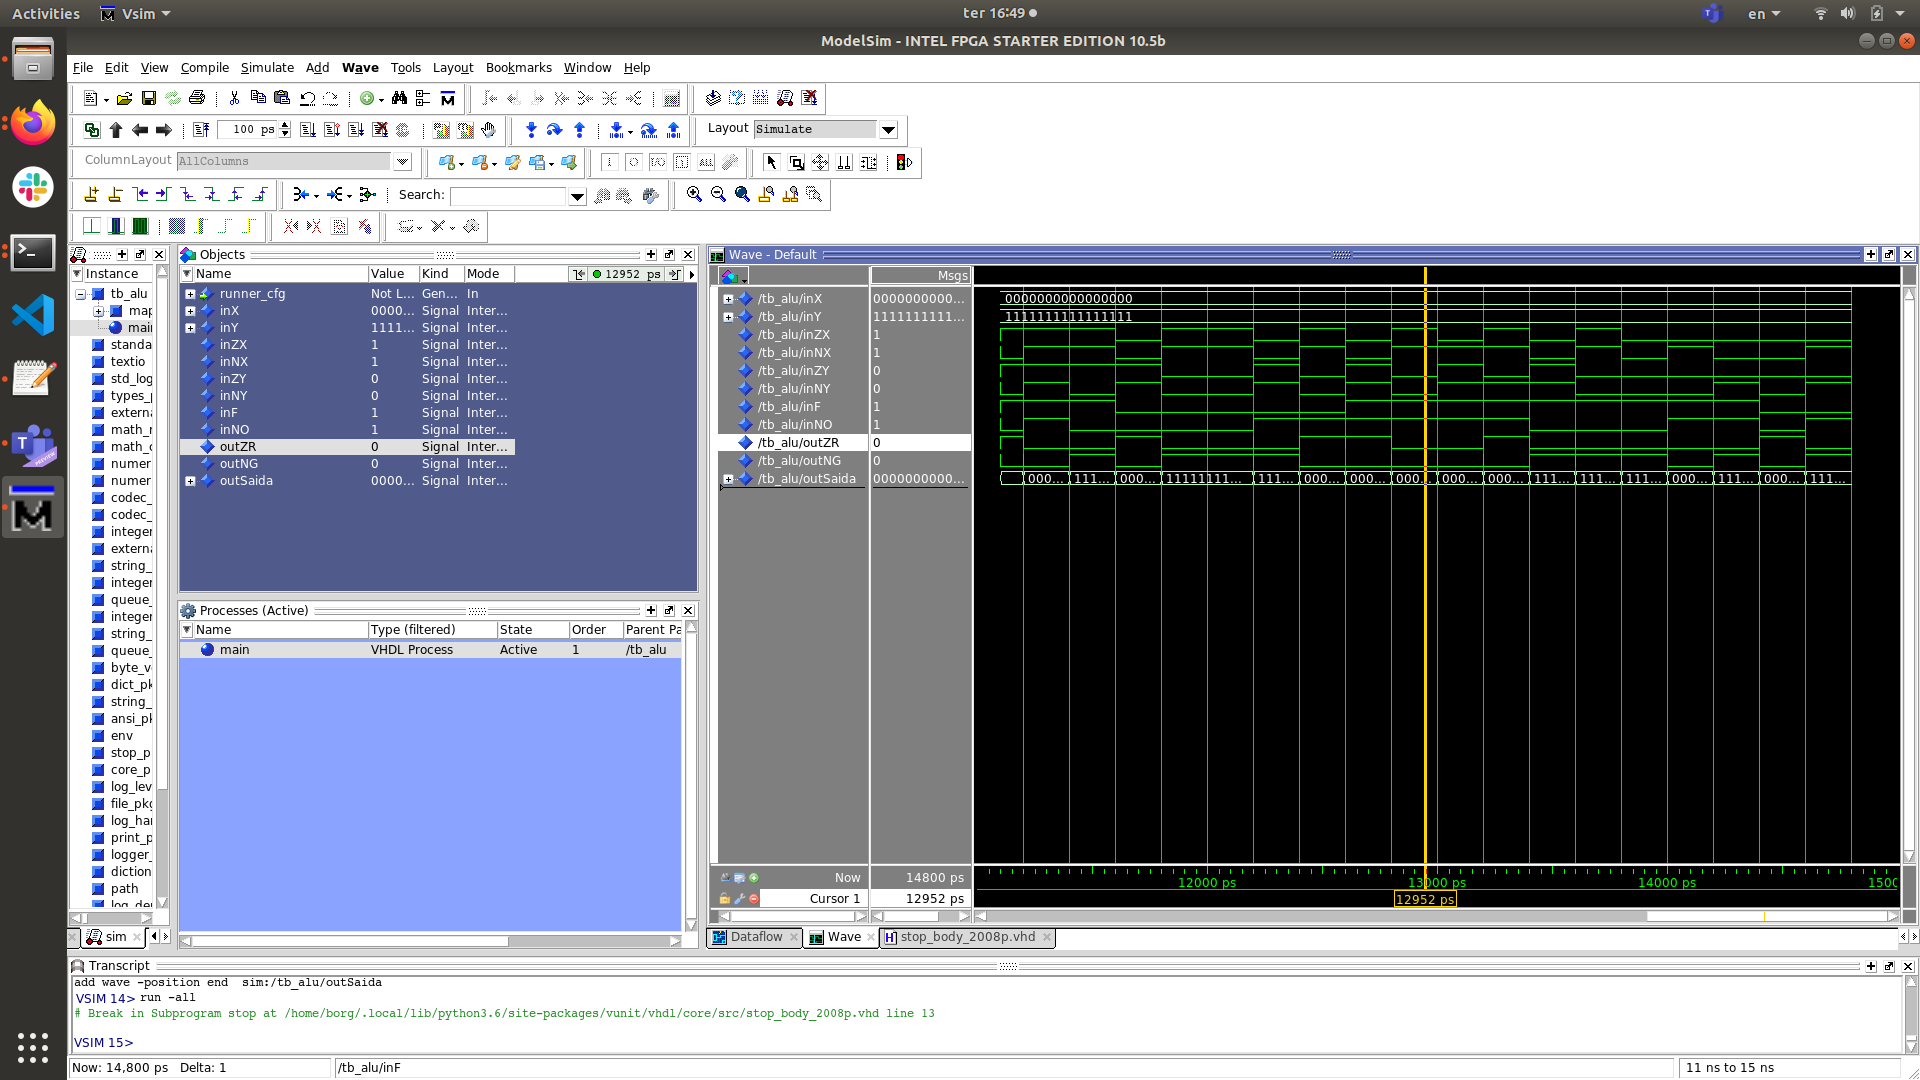 Activities
Vsim
ter 16:49
en
ModelSim - INTEL FPGA STARTER EDITION 10.5b
File Edit View Compile Simulate Add Wave Tools Layout Bookmarks Window Help
100 ps
Layout Simulate
ColumnLayout AllColumns
Search:
Instance
tb_alu
map
mai
standa
textio
std_log
types_p
externa
math_r
math_c
numer
numer
codec_
codec_
integer
externa
string_
integer
queue_
integer
string_
queue_
byte_v
dict_pk
string_
ansi_pk
env
stop_p
core_p
log_lev
file_pkg
log_han
print_p
logger_
diction
path
log_de
sim
Objects
Name Value Kind Mode 12952 ps
runner_cfg Not L... Gen... In
inX 0000... Signal Inter...
inY 1111... Signal Inter...
inZX 1 Signal Inter...
inNX 1 Signal Inter...
inZY 0 Signal Inter...
inNY 0 Signal Inter...
inF 1 Signal Inter...
inNO 1 Signal Inter...
outZR 0 Signal Inter...
outNG 0 Signal Inter...
outSaida 0000... Signal Inter...
Processes (Active)
Name Type (filtered) State Order Parent Pa
main VHDL Process Active 1 /tb_alu
Wave - Default
Msgs
/tb_alu/inX 0000000000... 0000000000000000
/tb_alu/inY 1111111111... 1111111111111111
/tb_alu/inZX 1
/tb_alu/inNX 1
/tb_alu/inZY 0
/tb_alu/inNY 0
/tb_alu/inF 1
/tb_alu/inNO 1
/tb_alu/outZR 0
/tb_alu/outNG 0
/tb_alu/outSaida 0000000000... 000... 111... 000... 11111111... 111... 000... 000... 000... 000... 000... 111... 111... 111... 000... 111... 000... 111...
Now 14800 ps 12000 ps 13000 ps 14000 ps 1500
Cursor 1 12952 ps 12952 ps
Dataflow Wave stop_body_2008p.vhd
Transcript
add wave -position end sim:/tb_alu/outSaida
VSIM 14> run -all
# Break in Subprogram stop at /home/borg/.local/lib/python3.6/site-packages/vunit/vhdl/core/src/stop_body_2008p.vhd line 13
VSIM 15>
Now: 14,800 ps Delta: 1 /tb_alu/inF 11 ns to 15 ns